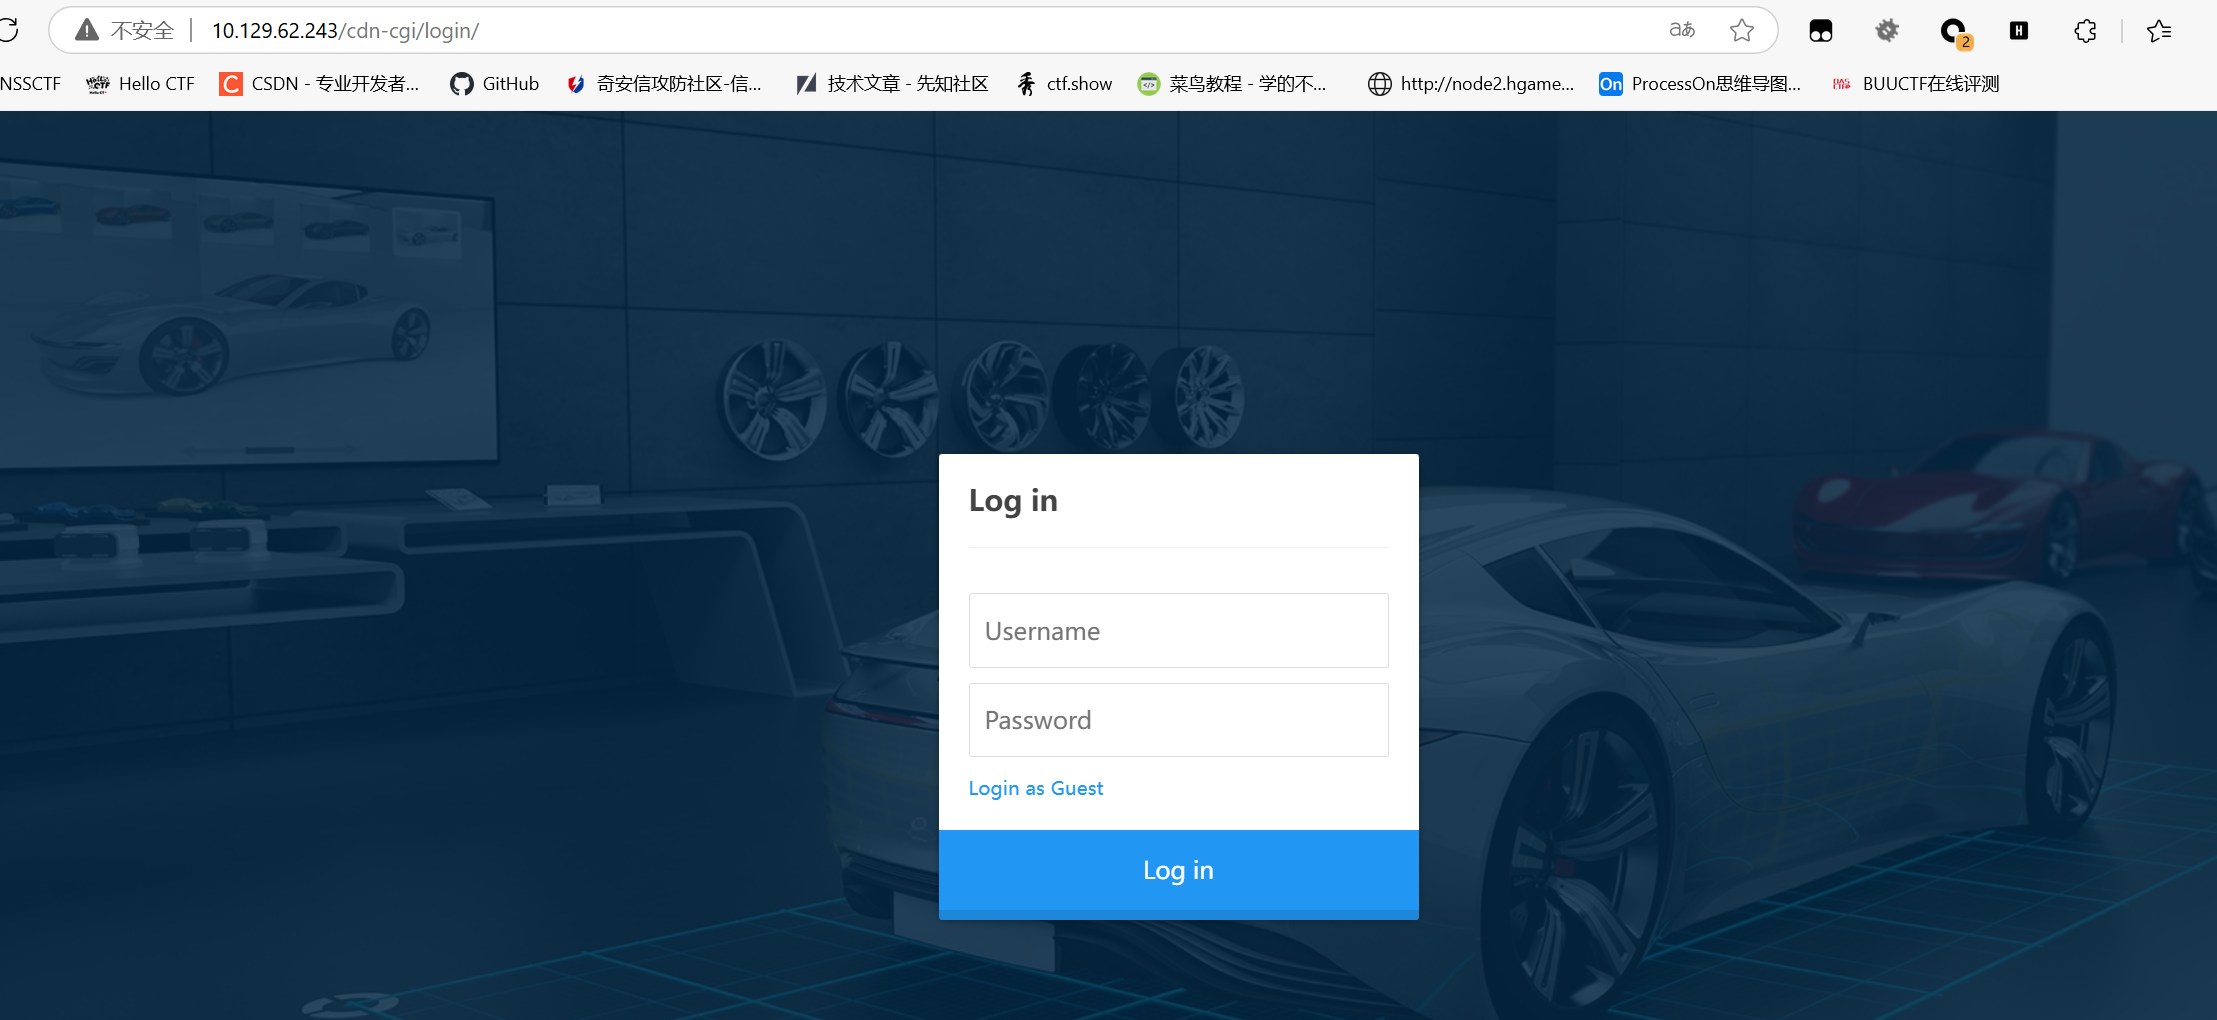 不安全 | 10.129.62.243/cdn-cgi/login/ aあ 2 H
NSSCTF Hello CTF C CSDN - 专业开发者... GitHub 奇安信攻防社区-信... 技术文章 - 先知社区 ctf.show 菜鸟教程 - 学的不... http://node2.hgame... On ProcessOn思维导图... BUUCTF在线评测
Log in
Username
Password
Login as Guest
Log in